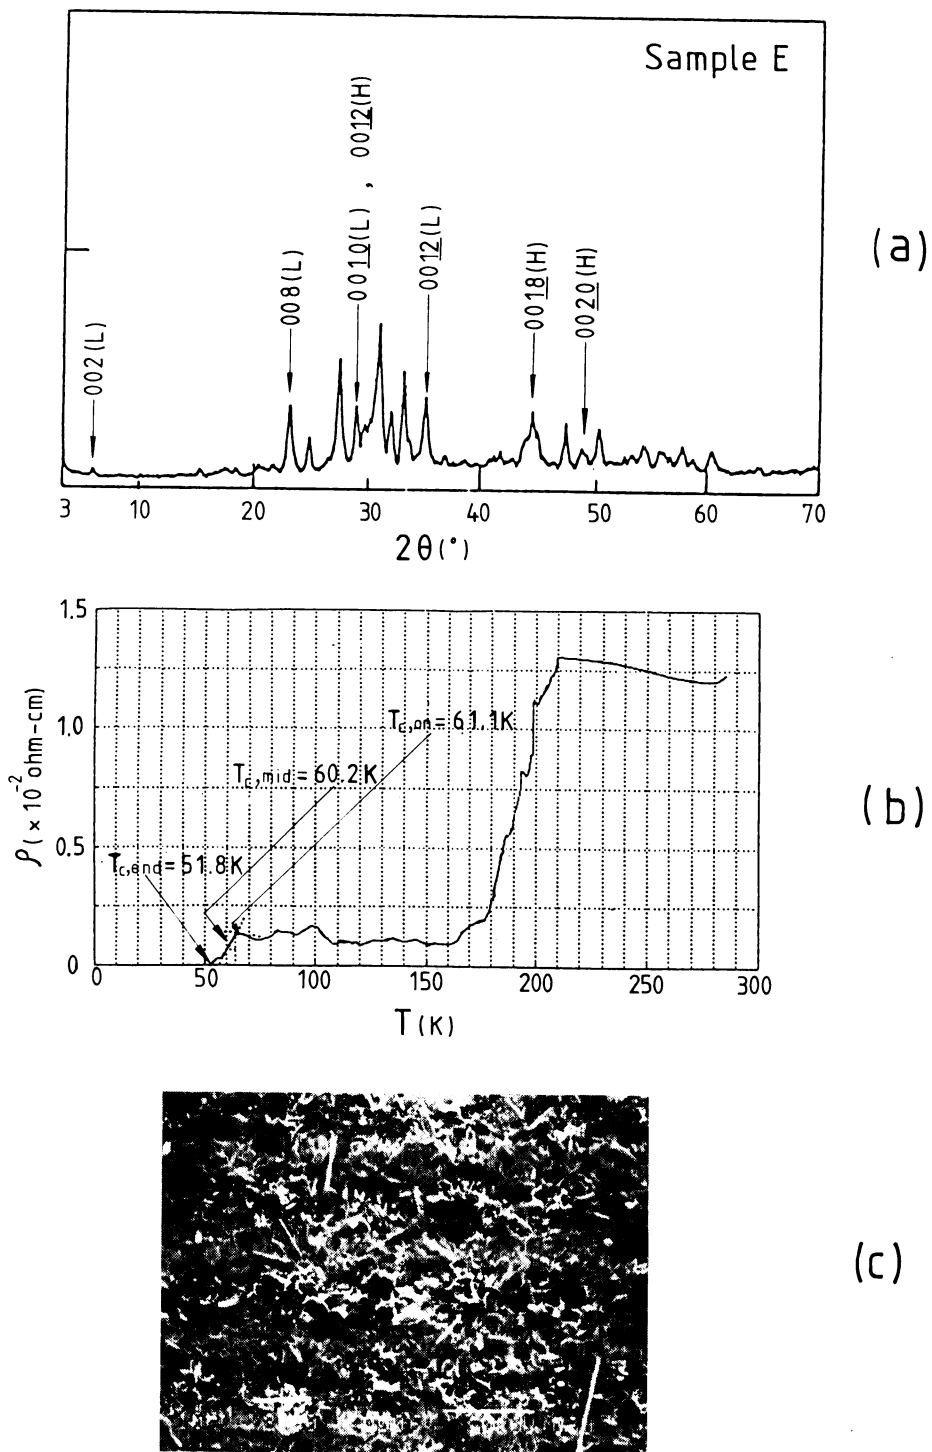 Sample E
(a)
002(L)
008(L)
0010(L) , 0012(H)
0012(L)
0018(H)
0020(H)
3 10 20 30 40 50 60 70
2θ(°)
(b)
1.5
1.0
0.5
0
ρ(×10⁻² ohm-cm)
Tc,on=61.1K
Tc,mid=60.2K
Tc,end=51.8K
0 50 100 150 200 250 300
T(K)
(c)